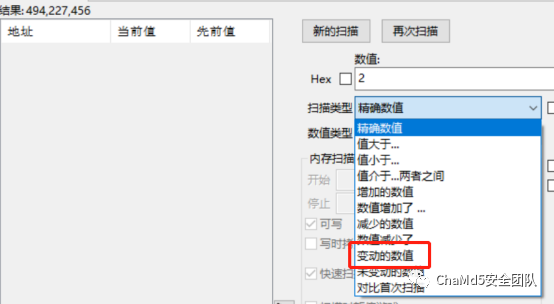 结果: 494,227,456
地址 当前值 先前值
新的扫描 再次扫描
数值:
Hex 2
扫描类型 精确数值
数值类型 精确数值
值大于...
内存扫描 值小于...
值介于...两者之间
开始 增加的数值
数值增加了 ...
停止 减少的数值
可写 数值减少了
变动的数值
快速扫 未变动的数值
对比首次扫描
ChaMd5安全团队